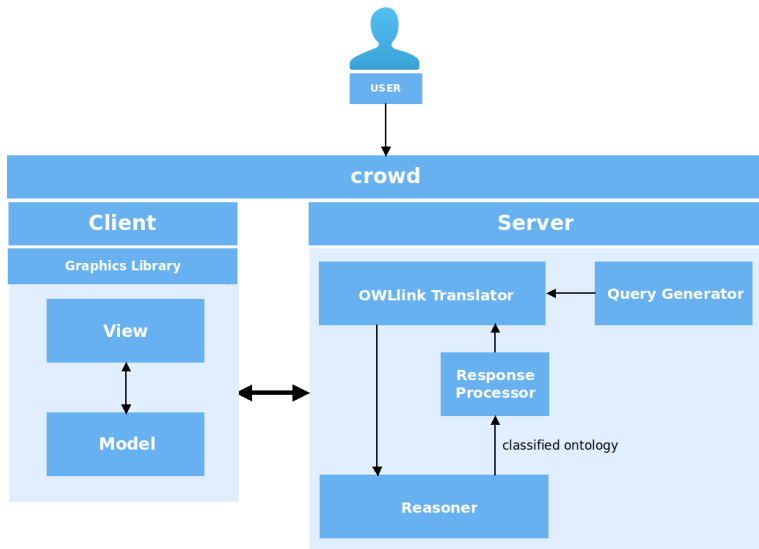 USER
crowd
Client
Server
Graphics Library
OWLlink Translator
Query Generator
View
Response
Processor
Model
classified ontology
Reasoner